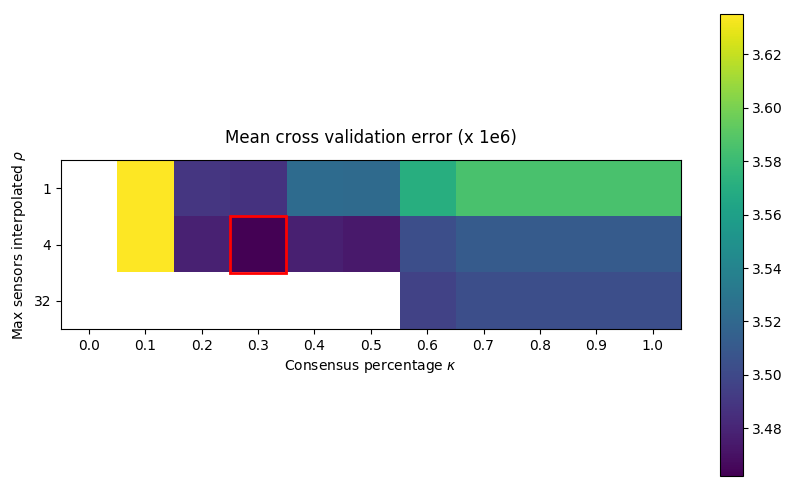 Mean cross validation error (x 1e6)
Max sensors interpolated ρ
1
4
32
0.0 0.1 0.2 0.3 0.4 0.5 0.6 0.7 0.8 0.9 1.0
Consensus percentage κ
3.62
3.60
3.58
3.56
3.54
3.52
3.50
3.48